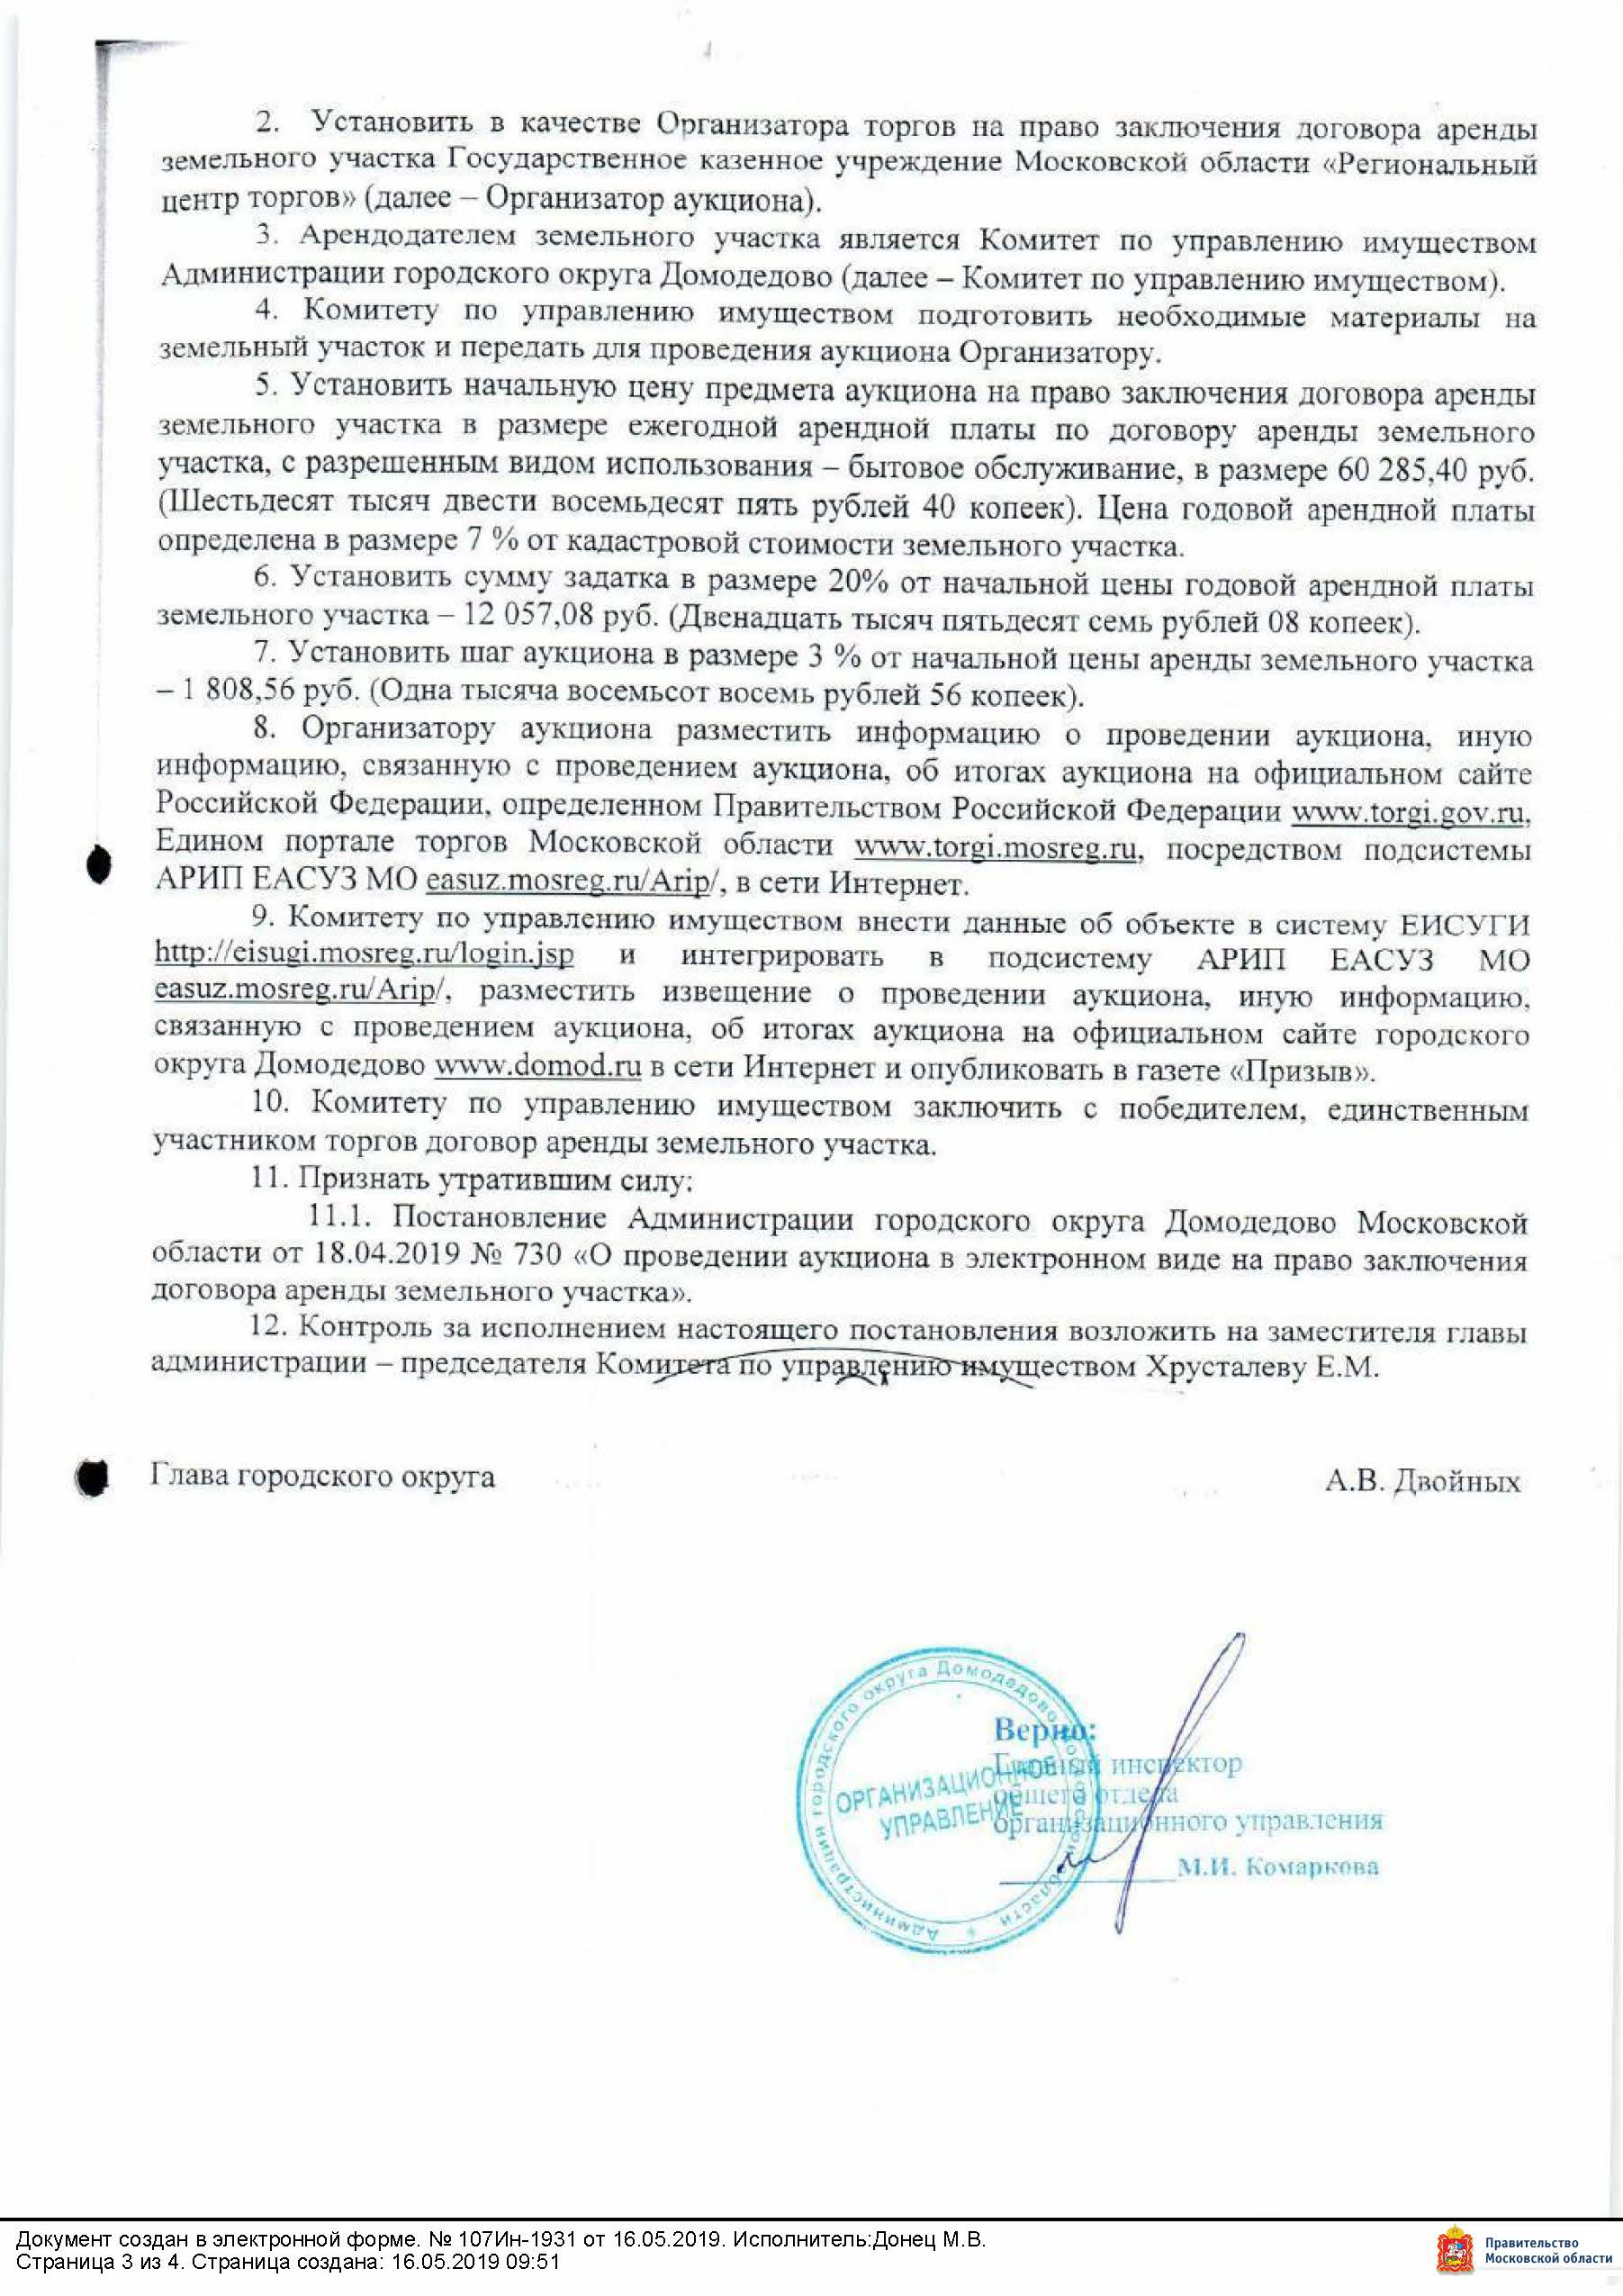 2. Установить в качестве Организатора торгов на право заключения договора аренды
земельного участка Государственное казенное учреждение Московской области «Региональный
центр торгов» (далее – Организатор аукциона).
3. Арендодателем земельного участка является Комитет по управлению имуществом
Администрации городского округа Домодедово (далее – Комитет по управлению имуществом).
4. Комитету по управлению имуществом подготовить необходимые материалы на
земельный участок и передать для проведения аукциона Организатору.
5. Установить начальную цену предмета аукциона на право заключения договора аренды
земельного участка в размере ежегодной арендной платы по договору аренды земельного
участка, с разрешенным видом использования – бытовое обслуживание, в размере 60 285,40 руб.
(Шестьдесят тысяч двести восемьдесят пять рублей 40 копеек). Цена годовой арендной платы
определена в размере 7 % от кадастровой стоимости земельного участка.
6. Установить сумму задатка в размере 20% от начальной цены годовой арендной платы
земельного участка – 12 057,08 руб. (Двенадцать тысяч пятьдесят семь рублей 08 копеек).
7. Установить шаг аукциона в размере 3 % от начальной цены аренды земельного участка
– 1 808,56 руб. (Одна тысяча восемьсот восемь рублей 56 копеек).
8. Организатору аукциона разместить информацию о проведении аукциона, иную
информацию, связанную с проведением аукциона, об итогах аукциона на официальном сайте
Российской Федерации, определенном Правительством Российской Федерации www.torgi.gov.ru,
Едином портале торгов Московской области www.torgi.mosreg.ru, посредством подсистемы
АРИП ЕАСУЗ МО easuz.mosreg.ru/Arip/, в сети Интернет.
9. Комитету по управлению имуществом внести данные об объекте в систему ЕИСУГИ
http://eisugi.mosreg.ru/login.jsp и интегрировать в подсистему АРИП ЕАСУЗ МО
easuz.mosreg.ru/Arip/, разместить извещение о проведении аукциона, иную информацию,
связанную с проведением аукциона, об итогах аукциона на официальном сайте городского
округа Домодедово www.domod.ru в сети Интернет и опубликовать в газете «Призыв».
10. Комитету по управлению имуществом заключить с победителем, единственным
участником торгов договор аренды земельного участка.
11. Признать утратившим силу:
11.1. Постановление Администрации городского округа Домодедово Московской
области от 18.04.2019 № 730 «О проведении аукциона в электронном виде на право заключения
договора аренды земельного участка».
12. Контроль за исполнением настоящего постановления возложить на заместителя главы
администрации – председателя Комитета по управлению имуществом Хрусталеву Е.М.
Глава городского округа А.В. Двойных
Администрация городского округа Домодедово Московской области *
ОРГАНИЗАЦИОННОЕ
УПРАВЛЕНИЕ
Верно:
Главный инспектор
общего отдела
организационного управления
М.И. Комаркова
Документ создан в электронной форме. № 107Ин-1931 от 16.05.2019. Исполнитель:Донец М.В.
Страница 3 из 4. Страница создана: 16.05.2019 09:51
Правительство
Московской области